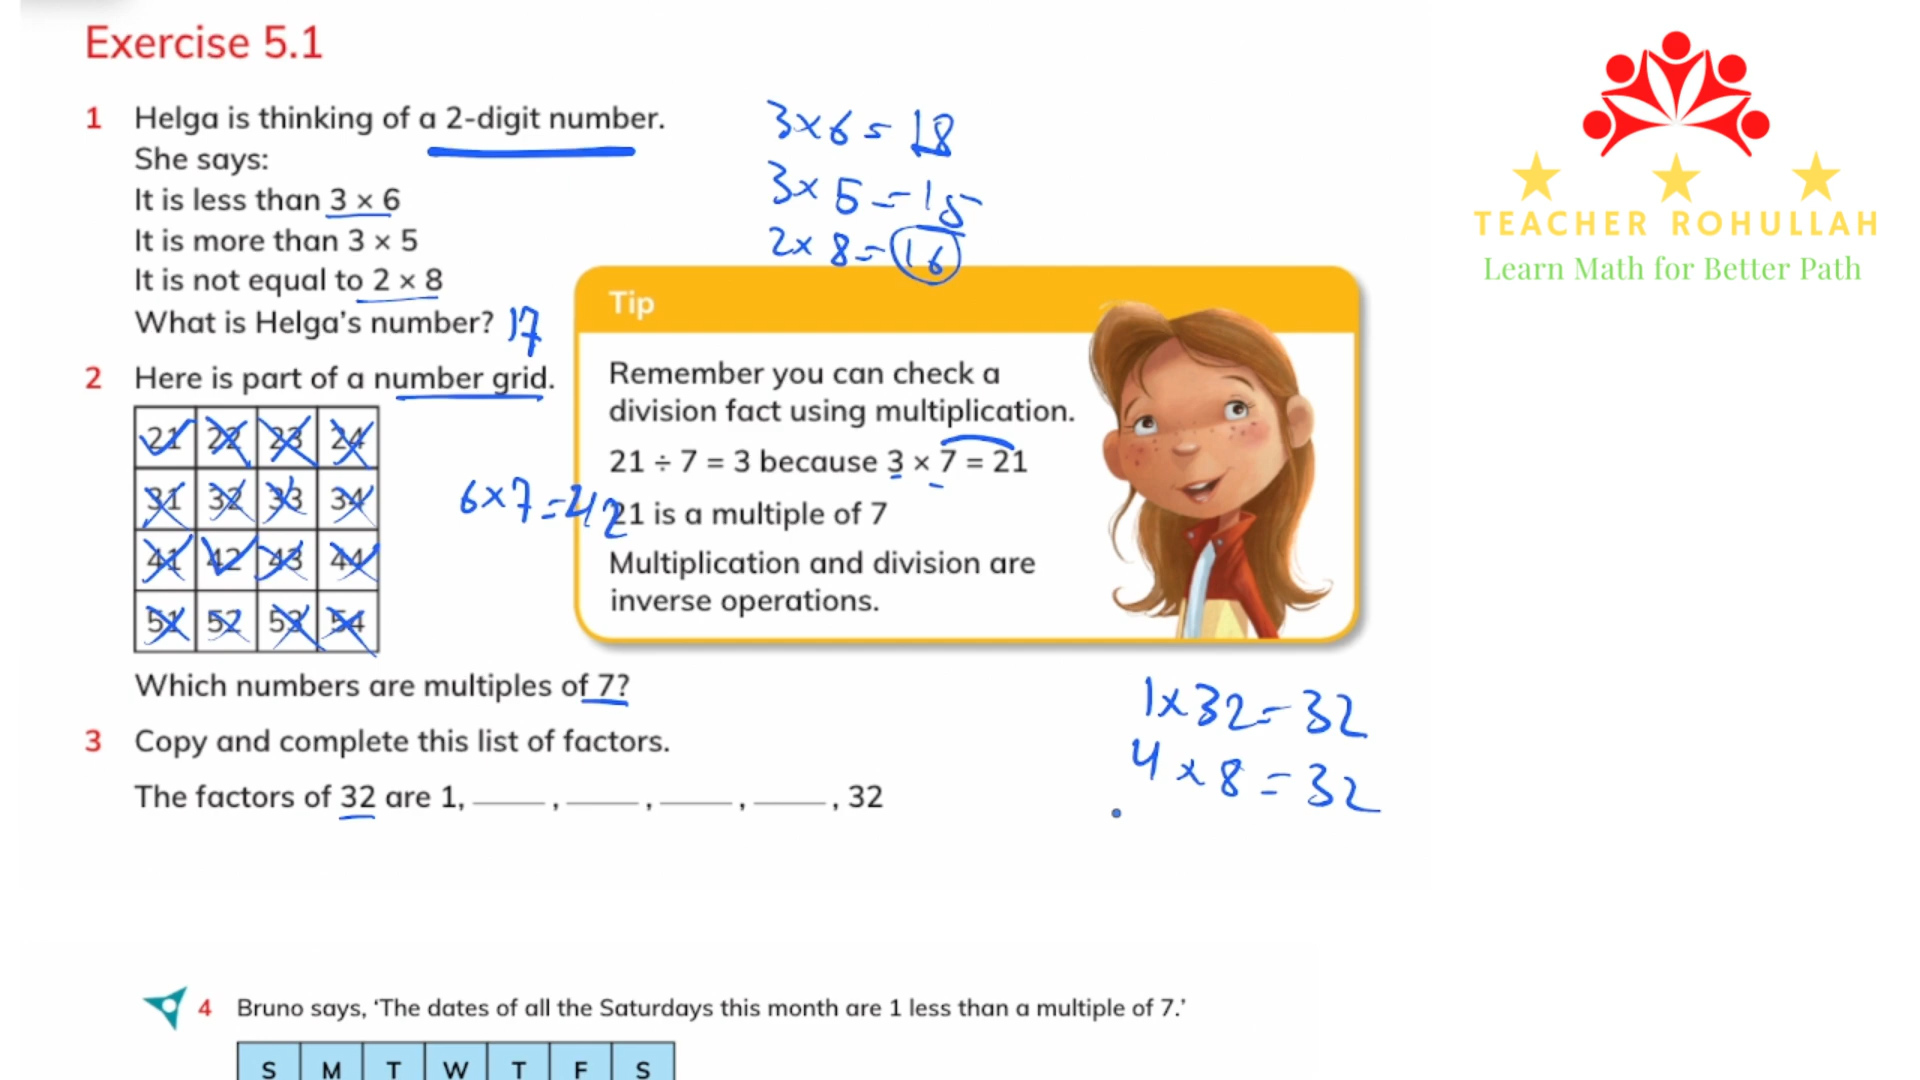 Exercise 5.1
1 Helga is thinking of a 2-digit number.
She says:
It is less than 3 × 6
It is more than 3 × 5
It is not equal to 2 × 8
What is Helga's number? 17
3×6=18
3×5=15
2×8=16
TEACHER ROHULLAH
Learn Math for Better Path
2 Here is part of a number grid.
21 22 23 24
31 32 33 34
41 42 43 44
51 52 53 54
6×7=42
Tip
Remember you can check a
division fact using multiplication.
21 ÷ 7 = 3 because 3 × 7 = 21
21 is a multiple of 7
Multiplication and division are
inverse operations.
Which numbers are multiples of 7?
3 Copy and complete this list of factors.
The factors of 32 are 1, ____ , ____ , ____ , ____ , 32
1×32=32
4×8=32
4 Bruno says, ‘The dates of all the Saturdays this month are 1 less than a multiple of 7.’
S M T W T F S